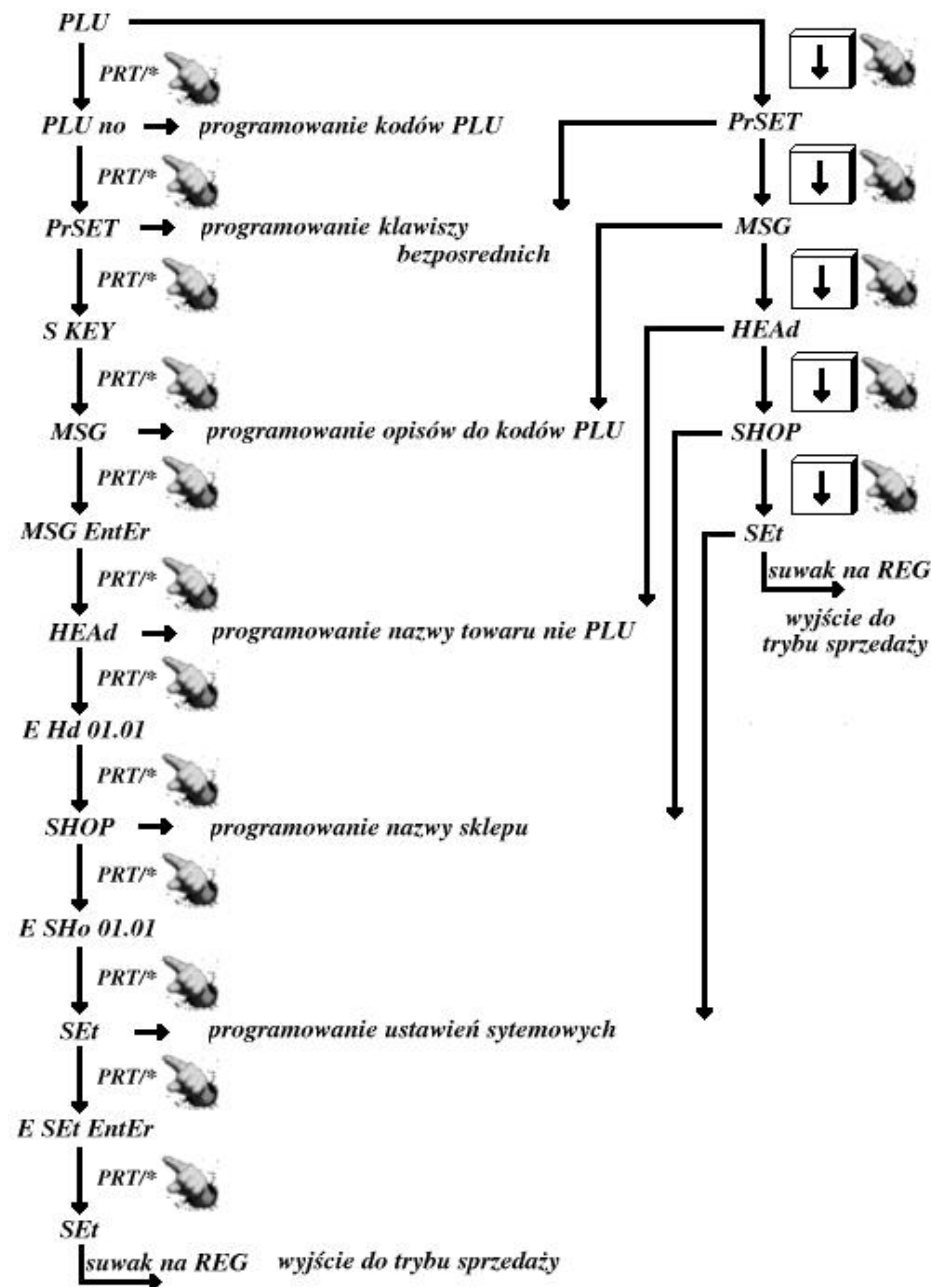 PLU
PRT/*
PLU no
programowanie kodów PLU
PrSET
PRT/*
PrSET
programowanie klawiszy
bezposrednich
MSG
PRT/*
S KEY
HEAd
PRT/*
MSG
programowanie opisów do kodów PLU
SHOP
PRT/*
MSG EntEr
SEt
suwak na REG
wyjście do
trybu sprzedaży
PRT/*
HEAd
programowanie nazwy towaru nie PLU
PRT/*
E Hd 01.01
PRT/*
SHOP
programowanie nazwy sklepu
PRT/*
E SHo 01.01
PRT/*
SEt
programowanie ustawień sytemowych
PRT/*
E SEt EntEr
PRT/*
SEt
suwak na REG
wyjście do trybu sprzedaży